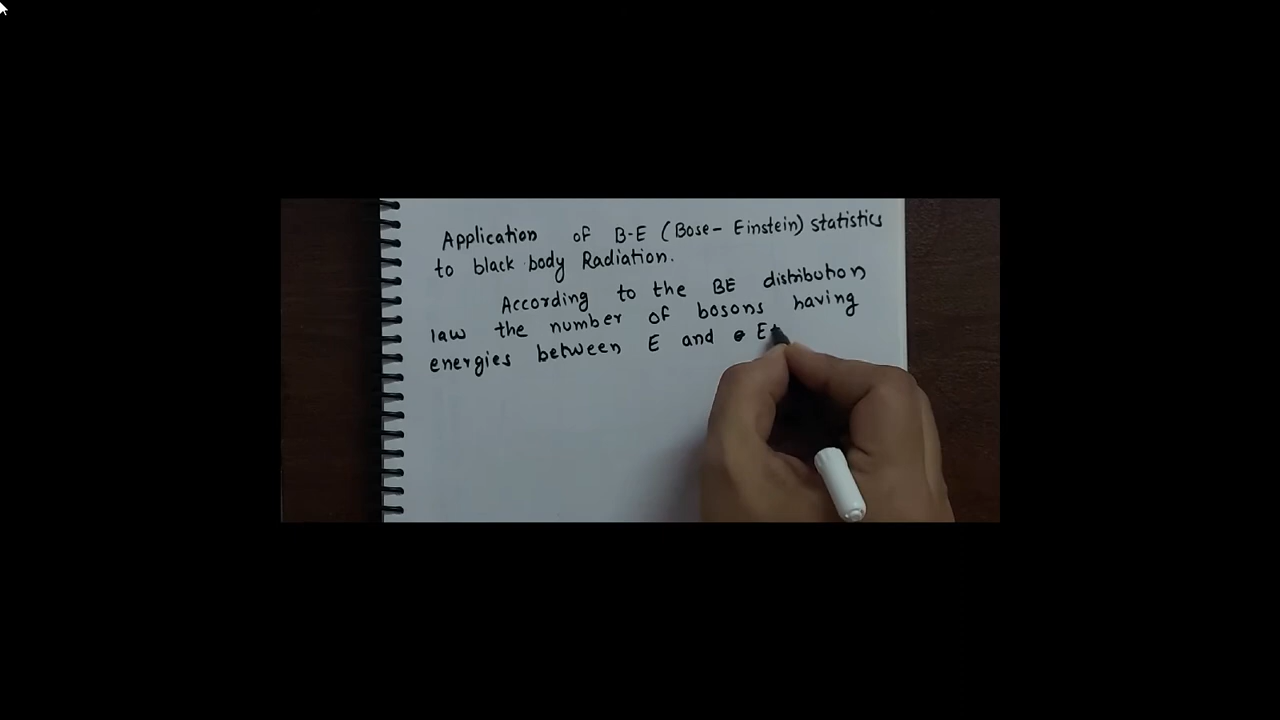 Application of B-E (Bose- Einstein) statistics
to black body Radiation.
According to the BE distribution
law the number of bosons having
energies between E and E+